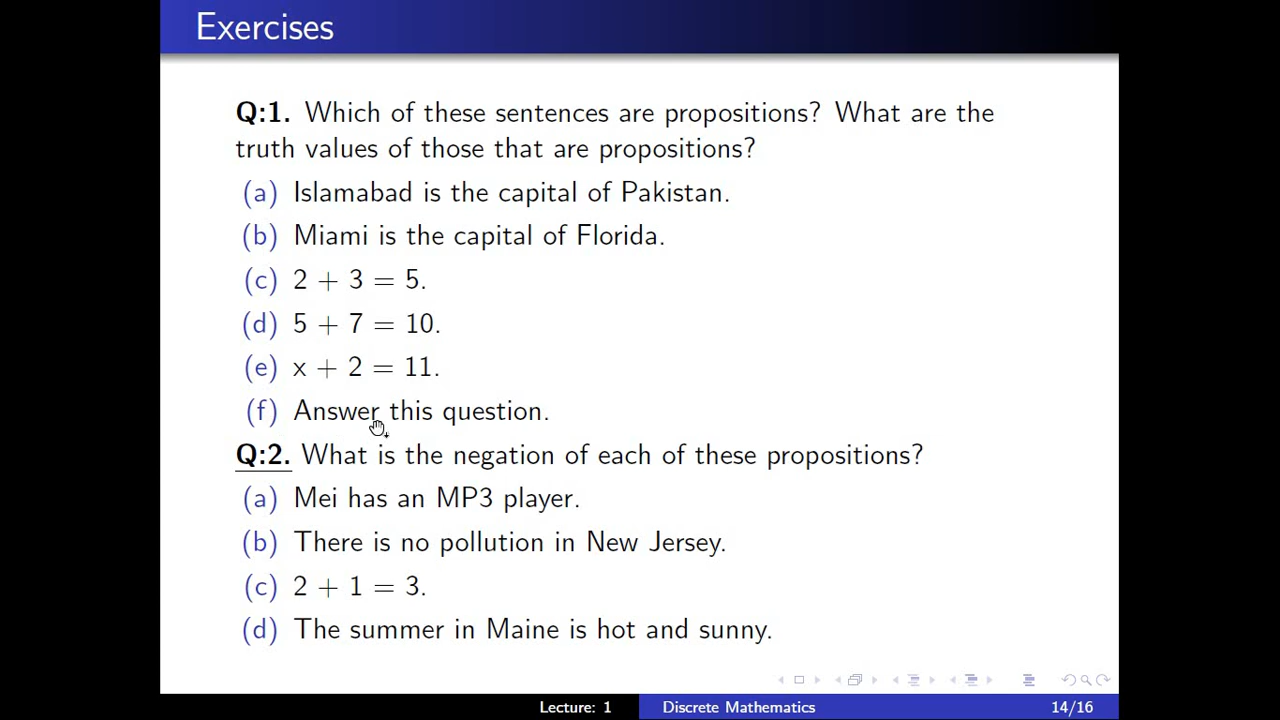 Exercises
Q:1. Which of these sentences are propositions? What are the
truth values of those that are propositions?
(a) Islamabad is the capital of Pakistan.
(b) Miami is the capital of Florida.
(c) 2 + 3 = 5.
(d) 5 + 7 = 10.
(e) x + 2 = 11.
(f) Answer this question.
Q:2. What is the negation of each of these propositions?
(a) Mei has an MP3 player.
(b) There is no pollution in New Jersey.
(c) 2 + 1 = 3.
(d) The summer in Maine is hot and sunny.
Lecture: 1 Discrete Mathematics 14/16